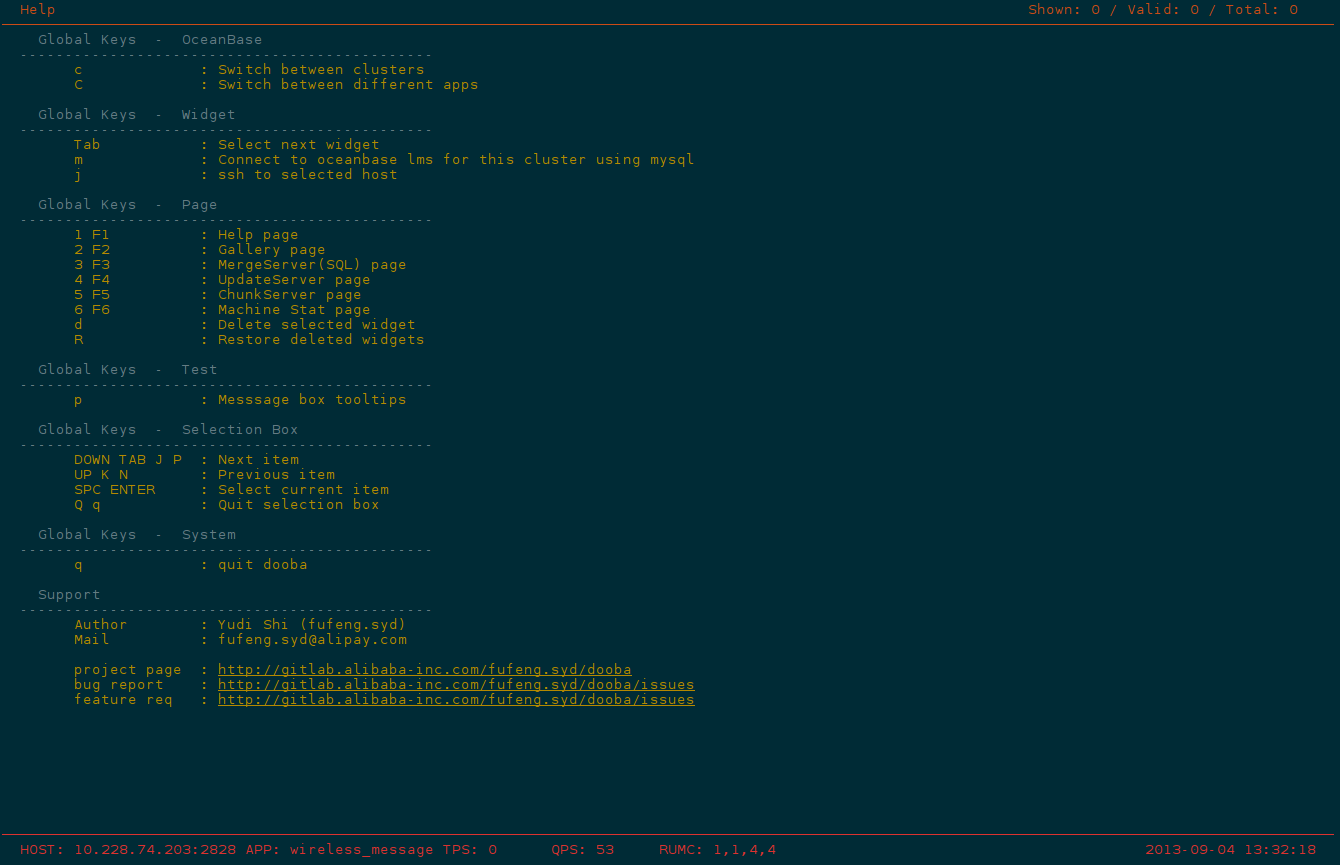 Help Shown: 0 / Valid: 0 / Total: 0
Global Keys - OceanBase
----------------------------------------------
c : Switch between clusters
C : Switch between different apps
Global Keys - Widget
----------------------------------------------
Tab : Select next widget
m : Connect to oceanbase lms for this cluster using mysql
j : ssh to selected host
Global Keys - Page
----------------------------------------------
1 F1 : Help page
2 F2 : Gallery page
3 F3 : MergeServer(SQL) page
4 F4 : UpdateServer page
5 F5 : ChunkServer page
6 F6 : Machine Stat page
d : Delete selected widget
R : Restore deleted widgets
Global Keys - Test
----------------------------------------------
p : Messsage box tooltips
Global Keys - Selection Box
----------------------------------------------
DOWN TAB J P : Next item
UP K N : Previous item
SPC ENTER : Select current item
Q q : Quit selection box
Global Keys - System
----------------------------------------------
q : quit dooba
Support
----------------------------------------------
Author : Yudi Shi (fufeng.syd)
Mail : fufeng.syd@alipay.com
project page : http://gitlab.alibaba-inc.com/fufeng.syd/dooba
bug report : http://gitlab.alibaba-inc.com/fufeng.syd/dooba/issues
feature req : http://gitlab.alibaba-inc.com/fufeng.syd/dooba/issues
HOST: 10.228.74.203:2828 APP: wireless_message TPS: 0 QPS: 53 RUMC: 1,1,4,4 2013-09-04 13:32:18